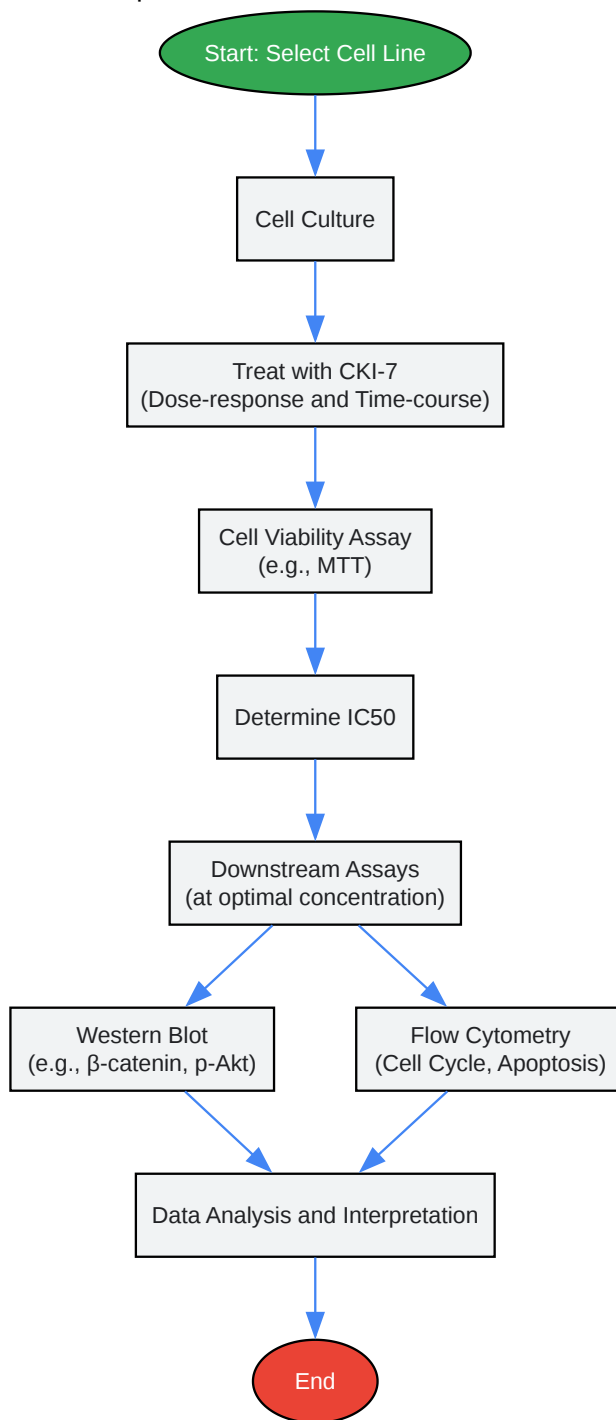 Start: Select Cell Line
Cell Culture
Treat with CKI-7
(Dose-response and Time-course)
Cell Viability Assay
(e.g., MTT)
Determine IC50
Downstream Assays
(at optimal concentration)
Western Blot
(e.g., β-catenin, p-Akt)
Flow Cytometry
(Cell Cycle, Apoptosis)
Data Analysis and Interpretation
End